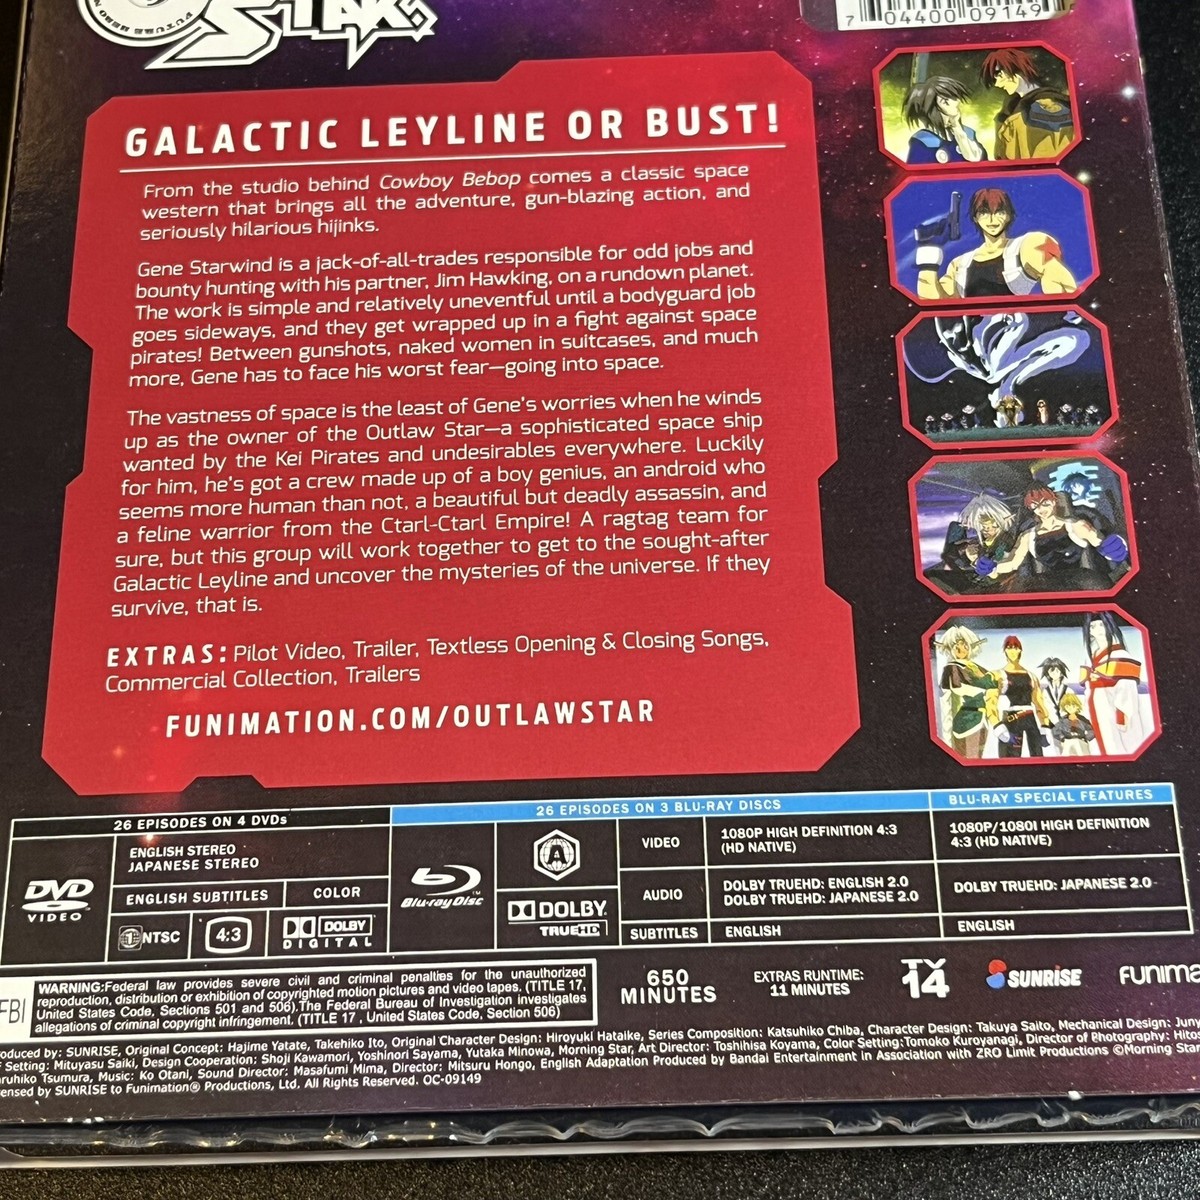 STAR
7 04400 09149
GALACTIC LEYLINE OR BUST!
From the studio behind Cowboy Bebop comes a classic space
western that brings all the adventure, gun-blazing action, and
seriously hilarious hijinks.
Gene Starwind is a jack-of-all-trades responsible for odd jobs and
bounty hunting with his partner, Jim Hawking, on a rundown planet.
The work is simple and relatively uneventful until a bodyguard job
goes sideways, and they get wrapped up in a fight against space
pirates! Between gunshots, naked women in suitcases, and much
more, Gene has to face his worst fear—going into space.
The vastness of space is the least of Gene's worries when he winds
up as the owner of the Outlaw Star—a sophisticated space ship
wanted by the Kei Pirates and undesirables everywhere. Luckily
for him, he's got a crew made up of a boy genius, an android who
seems more human than not, a beautiful but deadly assassin, and
a feline warrior from the Ctarl-Ctarl Empire! A ragtag team for
sure, but this group will work together to get to the sought-after
Galactic Leyline and uncover the mysteries of the universe. If they
survive, that is.
EXTRAS: Pilot Video, Trailer, Textless Opening & Closing Songs,
Commercial Collection, Trailers
FUNIMATION.COM/OUTLAWSTAR
26 EPISODES ON 4 DVDs
DVD
VIDEO
ENGLISH STEREO
JAPANESE STEREO
ENGLISH SUBTITLES
COLOR
1 NTSC
4:3
DOLBY
DIGITAL
26 EPISODES ON 3 BLU-RAY DISCS
Blu-ray Disc
A
DOLBY
TRUEHD
VIDEO
1080P HIGH DEFINITION 4:3
(HD NATIVE)
AUDIO
DOLBY TRUEHD: ENGLISH 2.0
DOLBY TRUEHD: JAPANESE 2.0
SUBTITLES
ENGLISH
BLU-RAY SPECIAL FEATURES
1080P/1080I HIGH DEFINITION
4:3 (HD NATIVE)
DOLBY TRUEHD: JAPANESE 2.0
ENGLISH
FBI
WARNING:Federal law provides severe civil and criminal penalties for the unauthorized
reproduction, distribution or exhibition of copyrighted motion pictures and video tapes. (TITLE 17,
United States Code, Sections 501 and 506).The Federal Bureau of Investigation investigates
allegations of criminal copyright infringement. (TITLE 17 , United States Code, Section 506)
650
MINUTES
EXTRAS RUNTIME:
11 MINUTES
TV
14
SUNRISE
FUNIMA
oduced by: SUNRISE, Original Concept: Hajime Yatate, Takehiko Ito, Original Character Design: Hiroyuki Hataike, Series Composition: Katsuhiko Chiba, Character Design: Takuya Saito, Mechanical Design: Jun
F Setting: Mituyasu Saiki, Design Cooperation: Shoji Kawamori, Yoshinori Sayama, Yutaka Minowa, Morning Star, Art Director: Toshihisa Koyama, Color Setting:Tomoko Kuroyanagi, Director of Photography: Hitos
aruhiko Tsumura, Music: Ko Otani, Sound Director: Masafumi Mima, Director: Mitsuru Hongo, English Adaptation Produced by Bandai Entertainment in Association with ZRO Limit Productions ©Morning Star
ensed by SUNRISE to Funimation® Productions, Ltd. All Rights Reserved. OC-09149